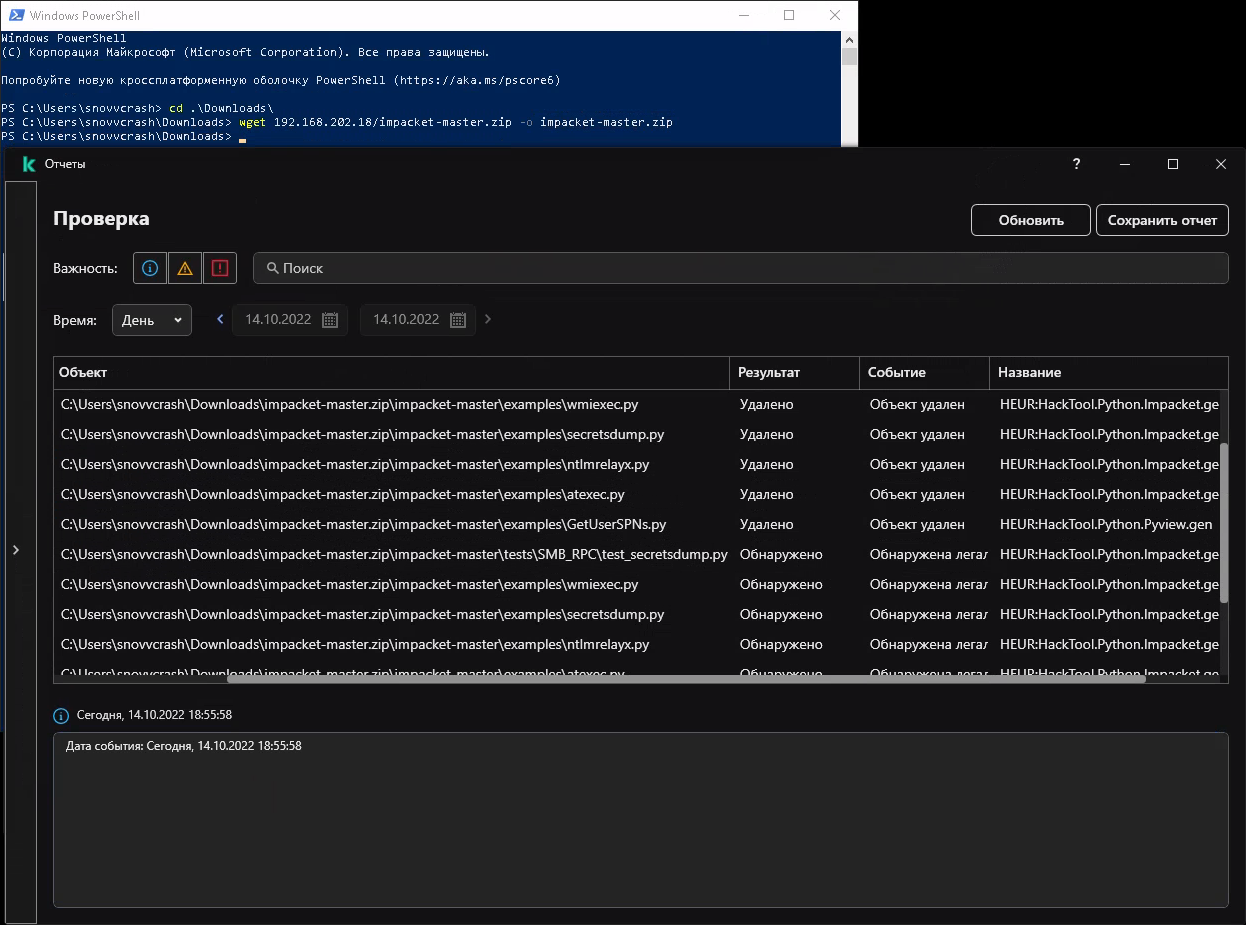 Windows PowerShell
Windows PowerShell
(C) Корпорация Майкрософт (Microsoft Corporation). Все права защищены.
Попробуйте новую кроссплатформенную оболочку PowerShell (https://aka.ms/pscore6)
PS C:\Users\snovvcrash> cd .\Downloads\
PS C:\Users\snovvcrash\Downloads> wget 192.168.202.18/impacket-master.zip -o impacket-master.zip
PS C:\Users\snovvcrash\Downloads>
Отчеты
Проверка
Обновить Сохранить отчет
Важность: Поиск
Время: День 14.10.2022 14.10.2022
Объект Результат Событие Название
C:\Users\snovvcrash\Downloads\impacket-master.zip\impacket-master\examples\wmiexec.py Удалено Объект удален HEUR:HackTool.Python.Impacket.ge
C:\Users\snovvcrash\Downloads\impacket-master.zip\impacket-master\examples\secretsdump.py Удалено Объект удален HEUR:HackTool.Python.Impacket.ge
C:\Users\snovvcrash\Downloads\impacket-master.zip\impacket-master\examples\ntlmrelayx.py Удалено Объект удален HEUR:HackTool.Python.Impacket.ge
C:\Users\snovvcrash\Downloads\impacket-master.zip\impacket-master\examples\atexec.py Удалено Объект удален HEUR:HackTool.Python.Impacket.ge
C:\Users\snovvcrash\Downloads\impacket-master.zip\impacket-master\examples\GetUserSPNs.py Удалено Объект удален HEUR:HackTool.Python.Pyview.gen
C:\Users\snovvcrash\Downloads\impacket-master.zip\impacket-master\tests\SMB_RPC\test_secretsdump.py Обнаружено Обнаружена легал HEUR:HackTool.Python.Impacket.ge
C:\Users\snovvcrash\Downloads\impacket-master.zip\impacket-master\examples\wmiexec.py Обнаружено Обнаружена легал HEUR:HackTool.Python.Impacket.ge
C:\Users\snovvcrash\Downloads\impacket-master.zip\impacket-master\examples\secretsdump.py Обнаружено Обнаружена легал HEUR:HackTool.Python.Impacket.ge
C:\Users\snovvcrash\Downloads\impacket-master.zip\impacket-master\examples\ntlmrelayx.py Обнаружено Обнаружена легал HEUR:HackTool.Python.Impacket.ge
C:\Users\snovvcrash\Downloads\impacket-master.zip\impacket-master\examples\atexec.py Обнаружено Обнаружена легал HEUR:HackTool.Python.Impacket.ge
Сегодня, 14.10.2022 18:55:58
Дата события: Сегодня, 14.10.2022 18:55:58